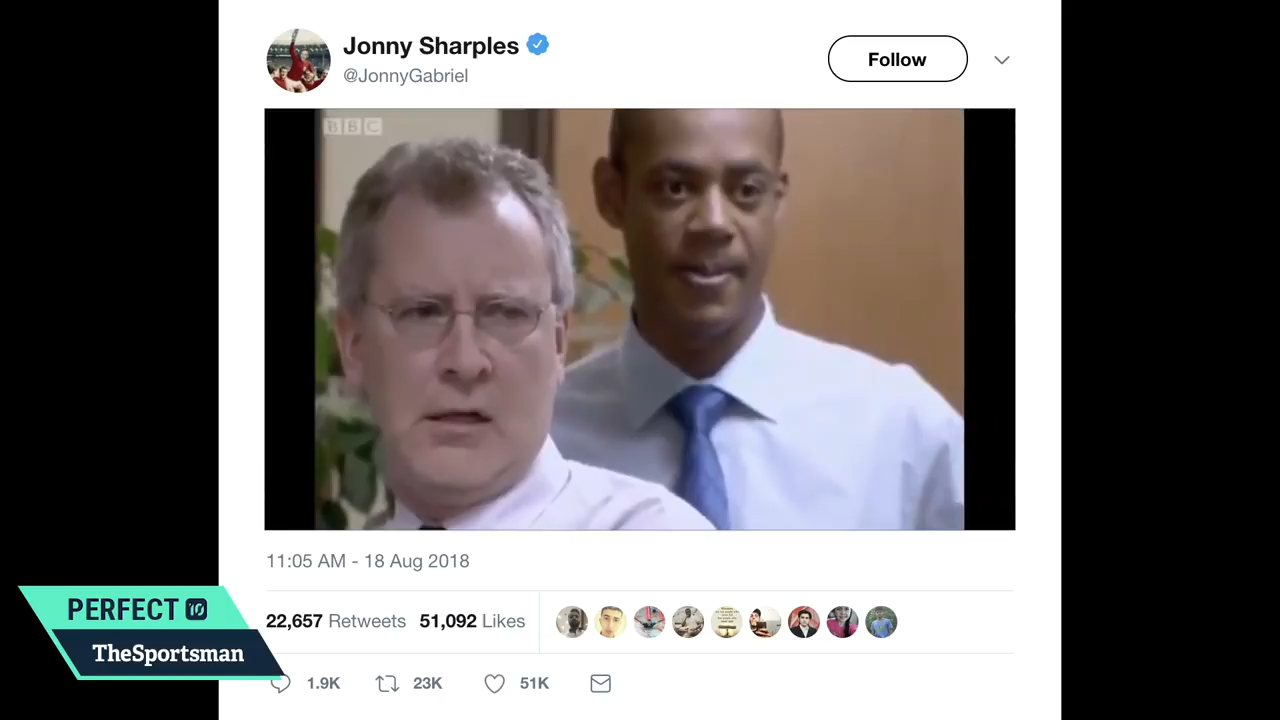 Jonny Sharples
@JonnyGabriel
Follow
BBC
11:05 AM - 18 Aug 2018
22,657 Retweets 51,092 Likes
1.9K 23K 51K
PERFECT 10
TheSportsman